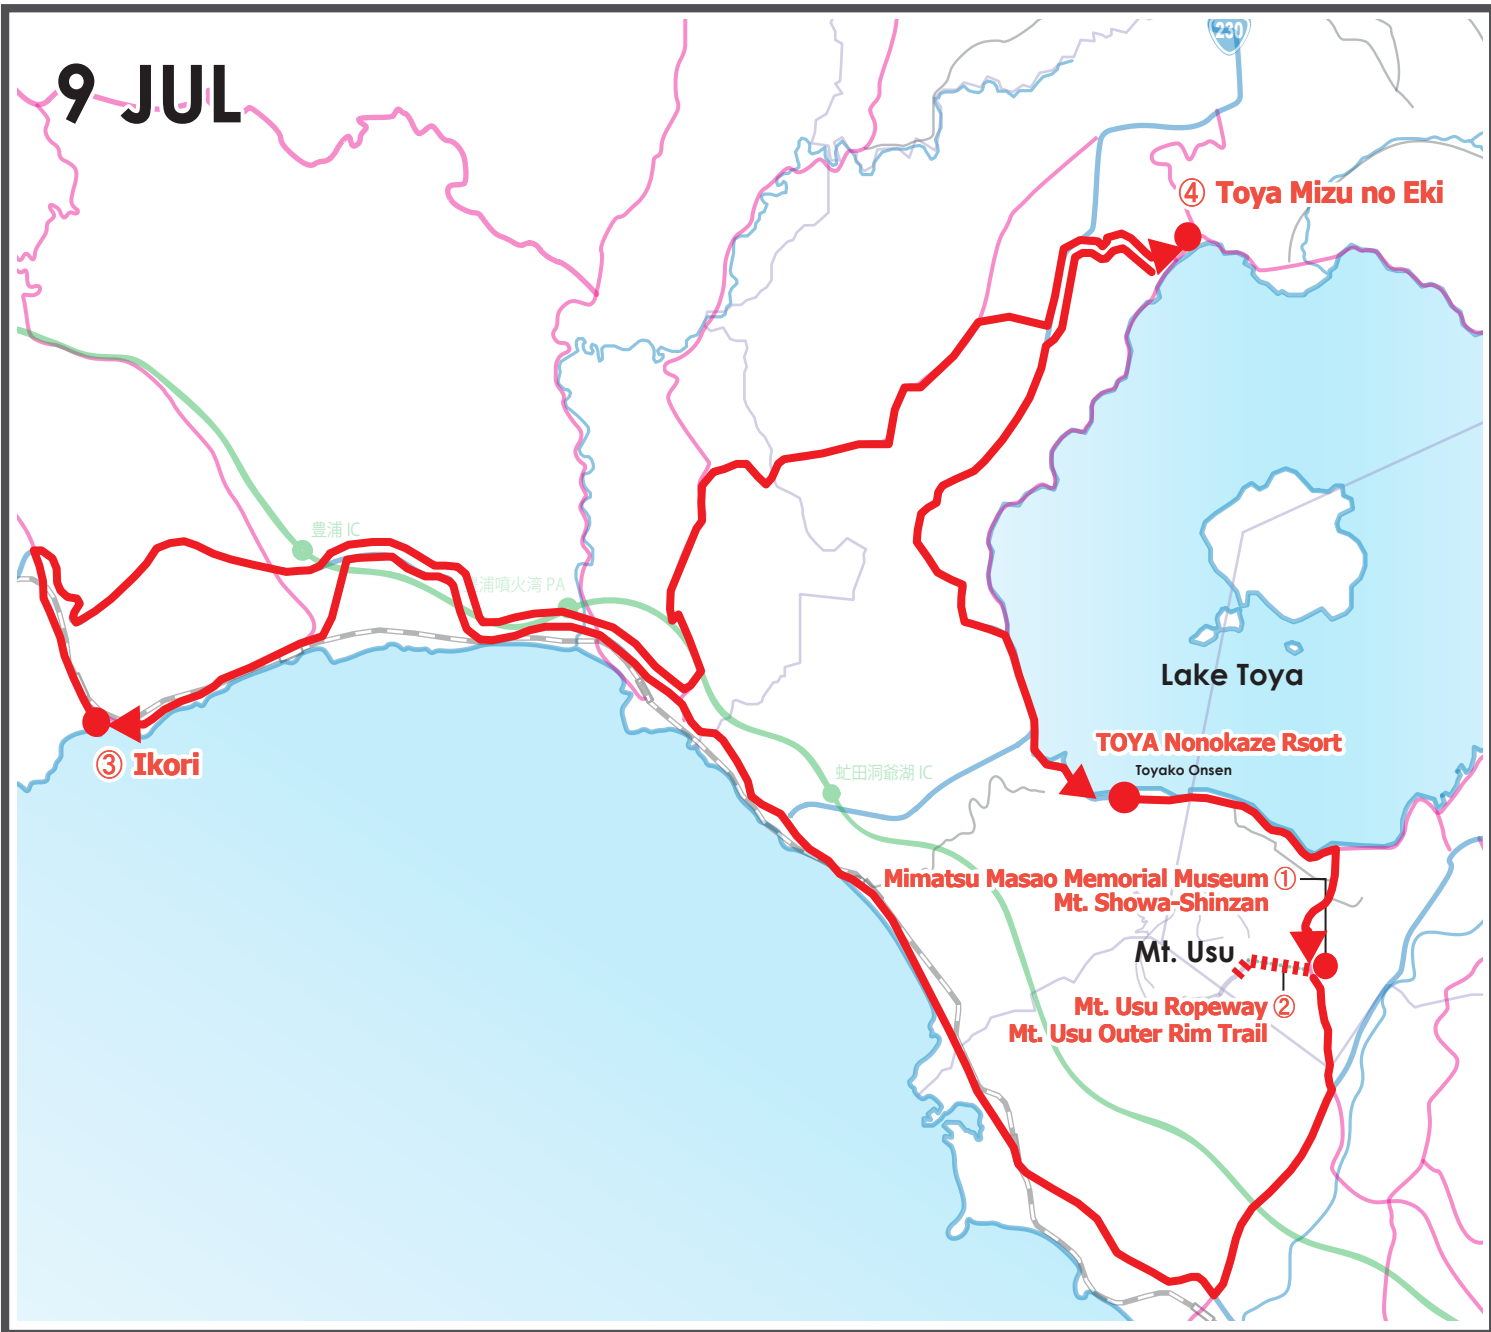 9 JUL
230
④ Toya Mizu no Eki
豊浦 IC
浦噴火湾 PA
Lake Toya
TOYA Nonokaze Rsort
Toyako Onsen
③ Ikori
虻田洞爺湖 IC
Mimatsu Masao Memorial Museum ①
Mt. Showa-Shinzan
Mt. Usu
Mt. Usu Ropeway ②
Mt. Usu Outer Rim Trail